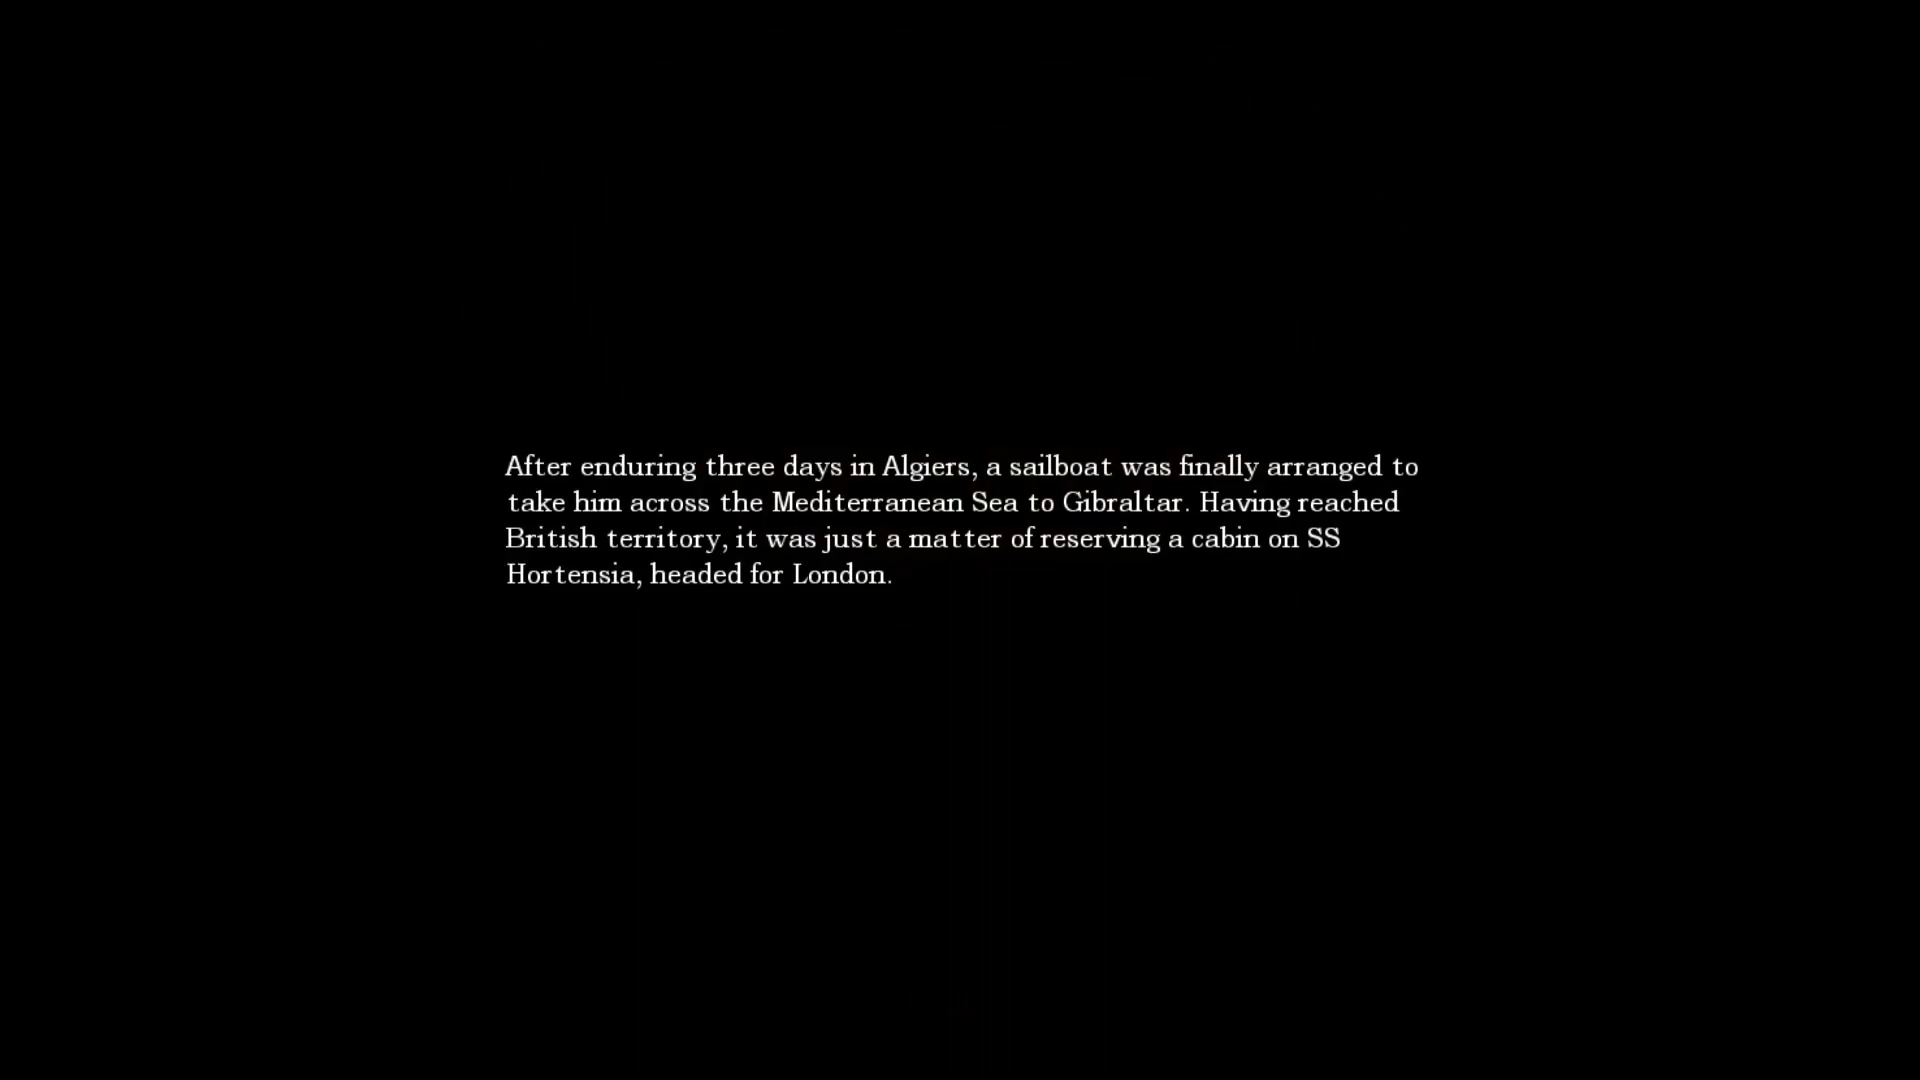 After enduring three days in Algiers, a sailboat was finally arranged to
take him across the Mediterranean Sea to Gibraltar. Having reached
British territory, it was just a matter of reserving a cabin on SS
Hortensia, headed for London.